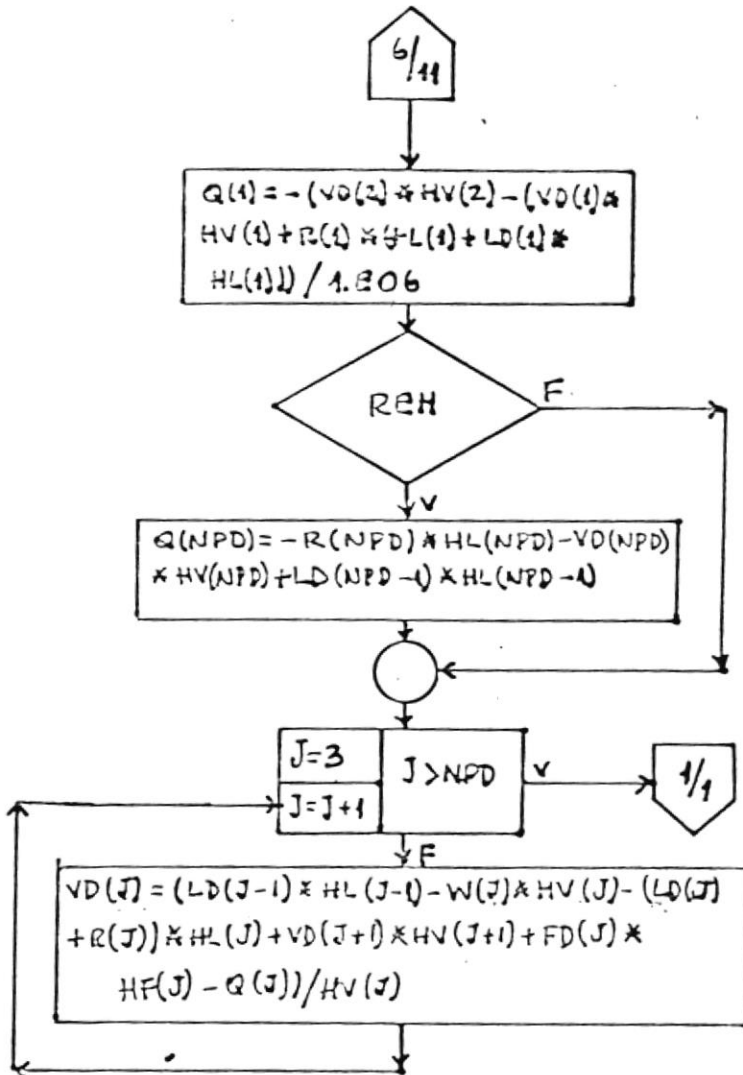 6/11
Q(1) = -(VD(2) * HV(2) - (VD(1) *
HV(1) + R(1) * HL(1) + LD(1) *
HL(1))) / 1.E06
REH
F
V
Q(NPD) = -R(NPD) * HL(NPD) - VD(NPD)
* HV(NPD) + LD(NPD-1) * HL(NPD-1)
J=3
J > NPD
V
1/1
J=J+1
F
VD(J) = (LD(J-1) * HL(J-1) - W(J) * HV(J) - (LD(J)
+ R(J)) * HL(J) + VD(J+1) * HV(J+1) + FD(J) *
HF(J) - Q(J)) / HV(J)